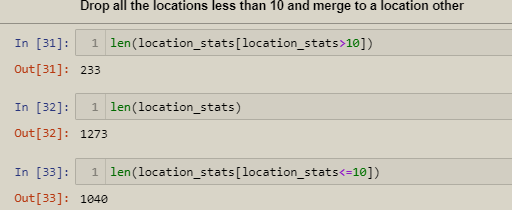 Drop all the locations less than 10 and merge to a location other
In [31]: 1 len(location_stats[location_stats>10])
Out[31]: 233
In [32]: 1 len(location_stats)
Out[32]: 1273
In [33]: 1 len(location_stats[location_stats<=10])
Out[33]: 1040